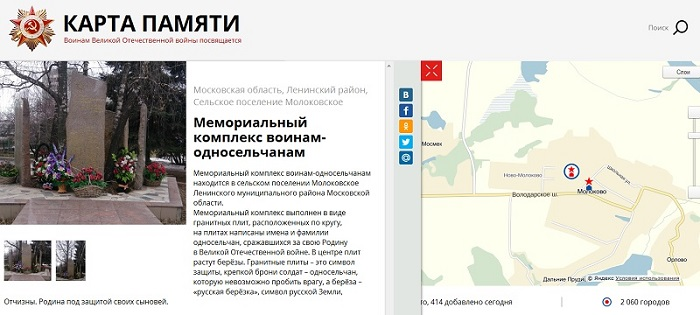 КАРТА ПАМЯТИ
Воинам Великой Отечественной войны посвящается
Поиск
Московская область, Ленинский район,
Сельское поселение Молоковское
Мемориальный
комплекс воинам-
односельчанам
Мемориальный комплекс воинам-односельчанам
находится в сельском поселении Молоковское
Ленинского муниципального района Московской
области.
Мемориальный комплекс выполнен в виде
гранитных плит, расположенных по кругу,
на плитах написаны имена и фамилии
односельчан, сражавшихся за свою Родину
в Великой Отечественной войне. В центре плит
растут берёзы. Гранитные плиты – это символ
защиты, крепкой брони солдат – односельчан,
которую невозможно пробить врагу, а берёза –
«русская берёзка», символ русской Земли,
Отчизны. Родина под защитой своих сыновей.
Слои
Мосмек
Ново-Молоково
Школьная ул.
Володарское ш.
Молоково
Орлово
Дальние Пруди
© Яндекс Условия использования
го, 414 добавлено сегодня
2 060 городов